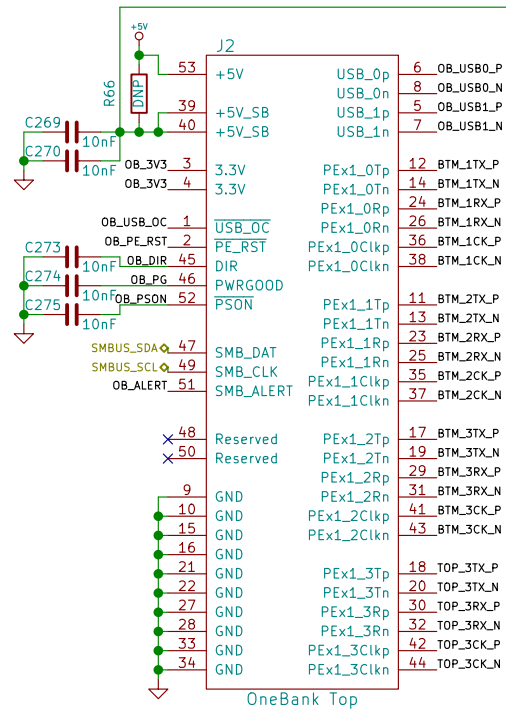 +5V
J2
R66
DNP
53 +5V
39 +5V_SB
40 +5V_SB
C269 10nF
C270 10nF
OB_3V3 3 3.3V
OB_3V3 4 3.3V
OB_USB_OC 1 USB_OC
OB_PE_RST 2 PE_RST
C273 10nF OB_DIR 45 DIR
C274 10nF OB_PG 46 PWRGOOD
C275 10nF OB_PSON 52 PSON
SMBUS_SDA 47 SMB_DAT
SMBUS_SCL 49 SMB_CLK
OB_ALERT 51 SMB_ALERT
48 Reserved
50 Reserved
9 GND
10 GND
15 GND
16 GND
21 GND
22 GND
27 GND
28 GND
33 GND
34 GND
USB_0p 6 OB_USB0_P
USB_0n 8 OB_USB0_N
USB_1p 5 OB_USB1_P
USB_1n 7 OB_USB1_N
PEx1_0Tp 12 BTM_1TX_P
PEx1_0Tn 14 BTM_1TX_N
PEx1_0Rp 24 BTM_1RX_P
PEx1_0Rn 26 BTM_1RX_N
PEx1_0Clkp 36 BTM_1CK_P
PEx1_0Clkn 38 BTM_1CK_N
PEx1_1Tp 11 BTM_2TX_P
PEx1_1Tn 13 BTM_2TX_N
PEx1_1Rp 23 BTM_2RX_P
PEx1_1Rn 25 BTM_2RX_N
PEx1_1Clkp 35 BTM_2CK_P
PEx1_1Clkn 37 BTM_2CK_N
PEx1_2Tp 17 BTM_3TX_P
PEx1_2Tn 19 BTM_3TX_N
PEx1_2Rp 29 BTM_3RX_P
PEx1_2Rn 31 BTM_3RX_N
PEx1_2Clkp 41 BTM_3CK_P
PEx1_2Clkn 43 BTM_3CK_N
PEx1_3Tp 18 TOP_3TX_P
PEx1_3Tn 20 TOP_3TX_N
PEx1_3Rp 30 TOP_3RX_P
PEx1_3Rn 32 TOP_3RX_N
PEx1_3Clkp 42 TOP_3CK_P
PEx1_3Clkn 44 TOP_3CK_N
OneBank Top